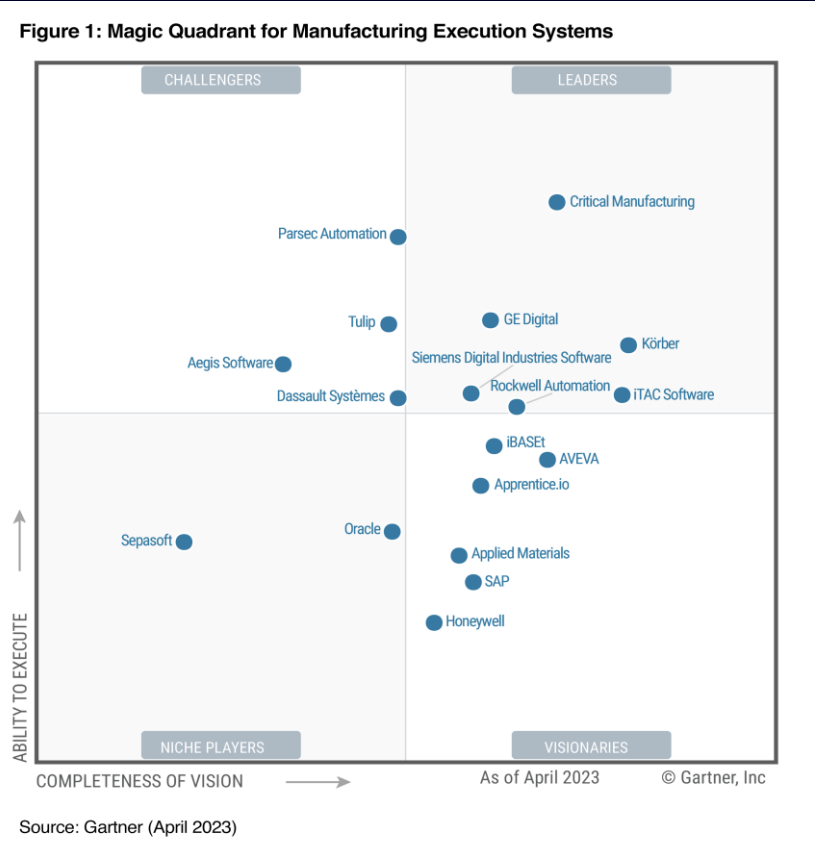 Figure 1: Magic Quadrant for Manufacturing Execution Systems
CHALLENGERS
LEADERS
Critical Manufacturing
Parsec Automation
Tulip
GE Digital
Körber
Siemens Digital Industries Software
Aegis Software
Rockwell Automation
Dassault Systèmes
iTAC Software
iBASEt
AVEVA
Apprentice.io
Oracle
Sepasoft
Applied Materials
SAP
Honeywell
ABILITY TO EXECUTE
NICHE PLAYERS
VISIONARIES
COMPLETENESS OF VISION
As of April 2023
© Gartner, Inc
Source: Gartner (April 2023)